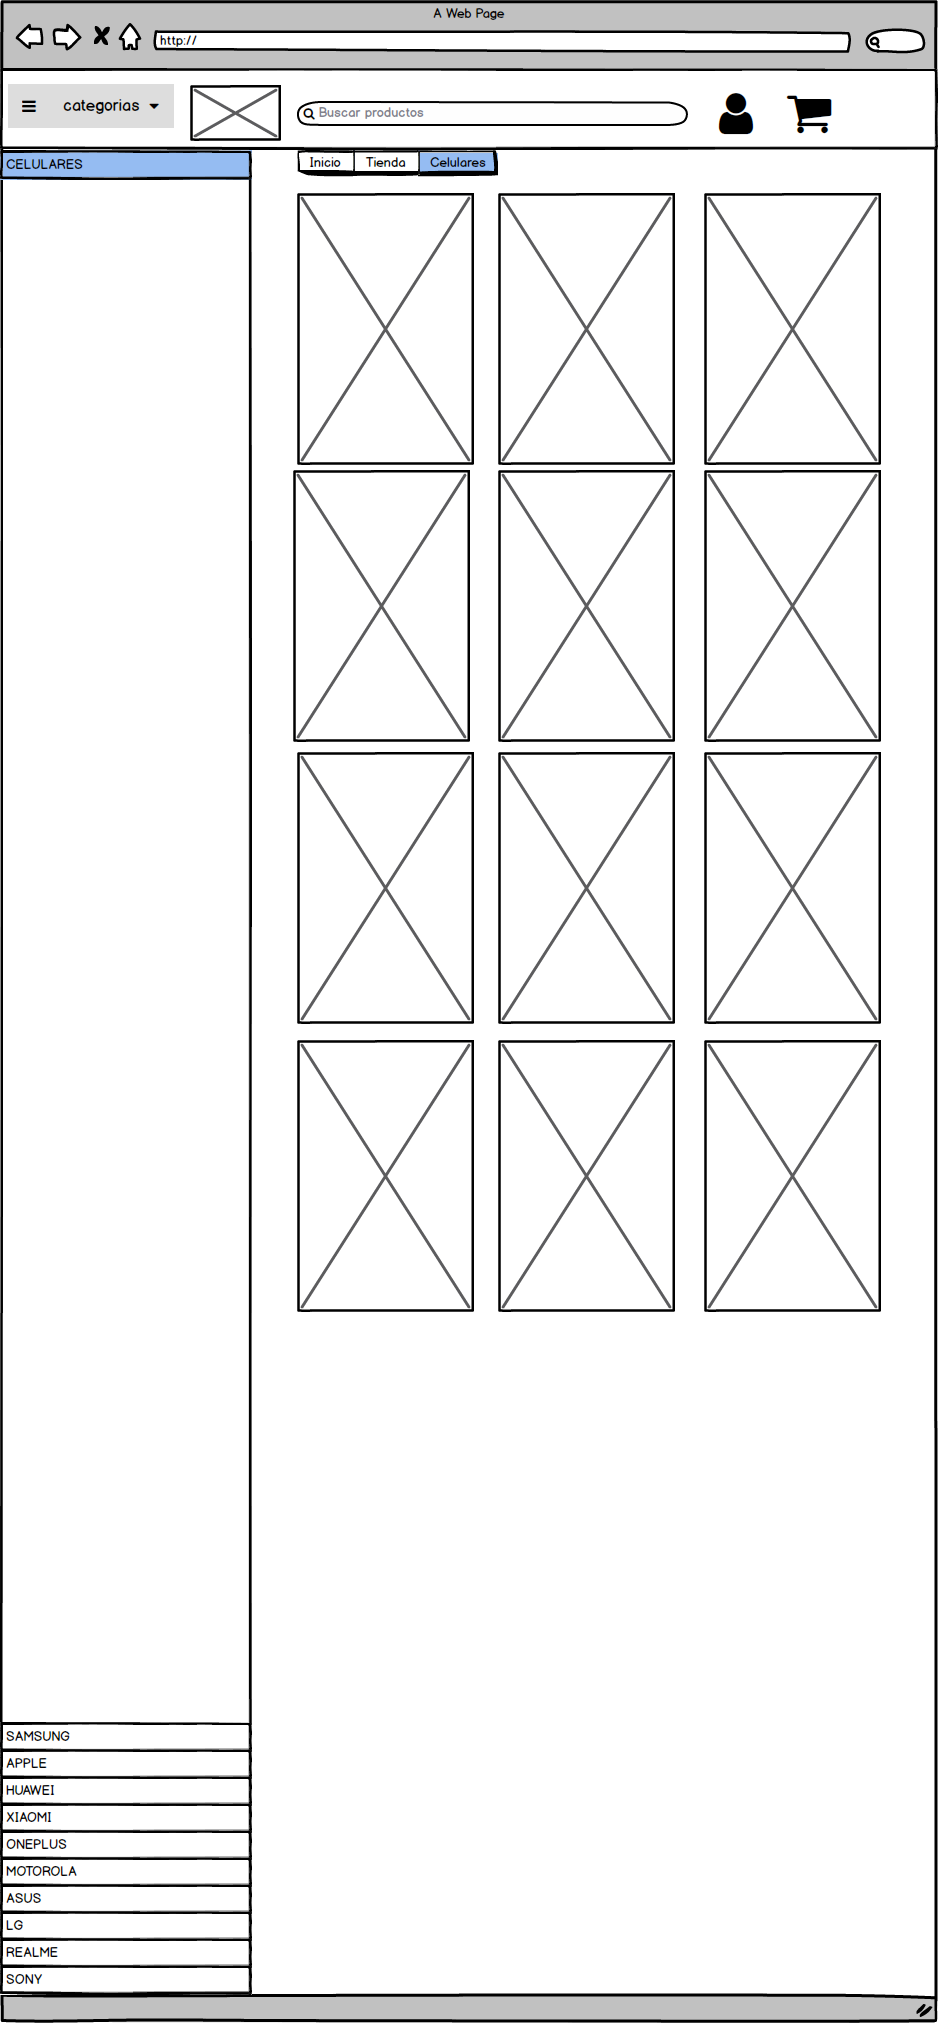 A Web Page
http://
categorias
Buscar productos
CELULARES
Inicio Tienda Celulares
SAMSUNG
APPLE
HUAWEI
XIAOMI
ONEPLUS
MOTOROLA
ASUS
LG
REALME
SONY